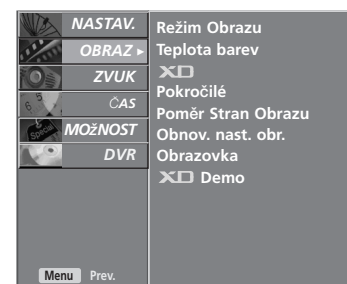 NASTAV.
OBRAZ
ZVUK
ČAS
MOžNOST
DVR
Režim Obrazu
Teplota barev
XD
Pokročilé
Poměr Stran Obrazu
Obnov. nast. obr.
Obrazovka
XD Demo
Menu Prev.